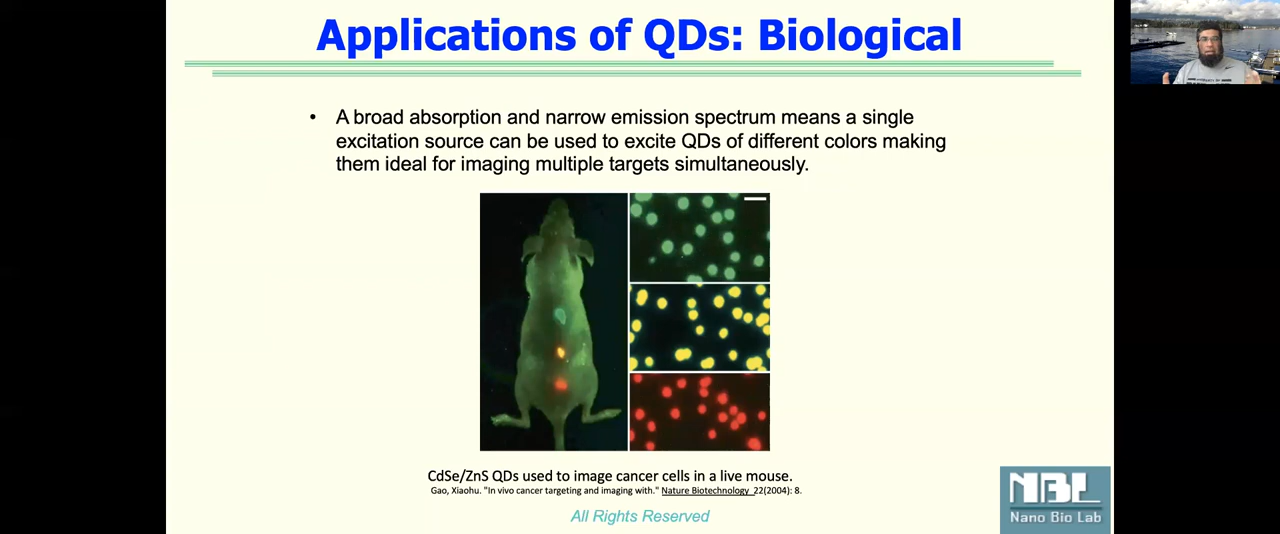 Applications of QDs: Biological
• A broad absorption and narrow emission spectrum means a single
excitation source can be used to excite QDs of different colors making
them ideal for imaging multiple targets simultaneously.
CdSe/ZnS QDs used to image cancer cells in a live mouse.
Gao, Xiaohu. "In vivo cancer targeting and imaging with." Nature Biotechnology 22(2004): 8.
All Rights Reserved
NBL
Nano Bio Lab